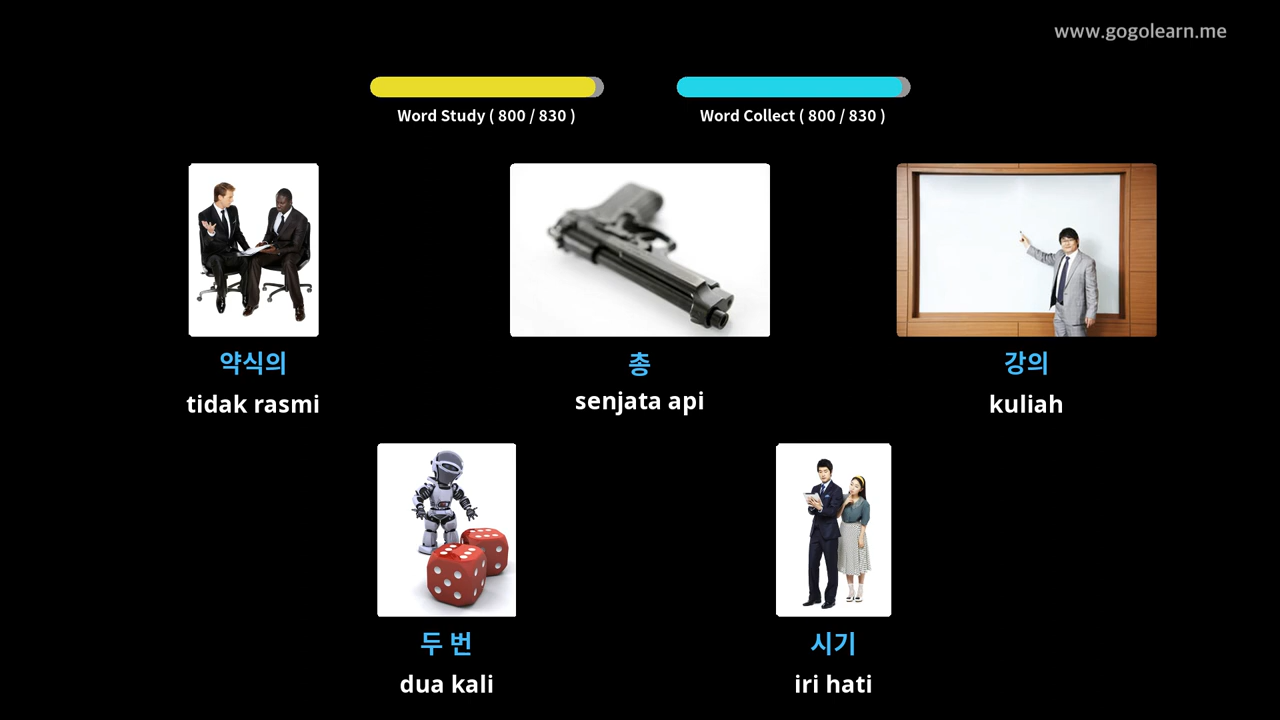 www.gogolearn.me
Word Study ( 800 / 830 )
Word Collect ( 800 / 830 )
약식의
총
강의
tidak rasmi
senjata api
kuliah
두 번
시기
dua kali
iri hati